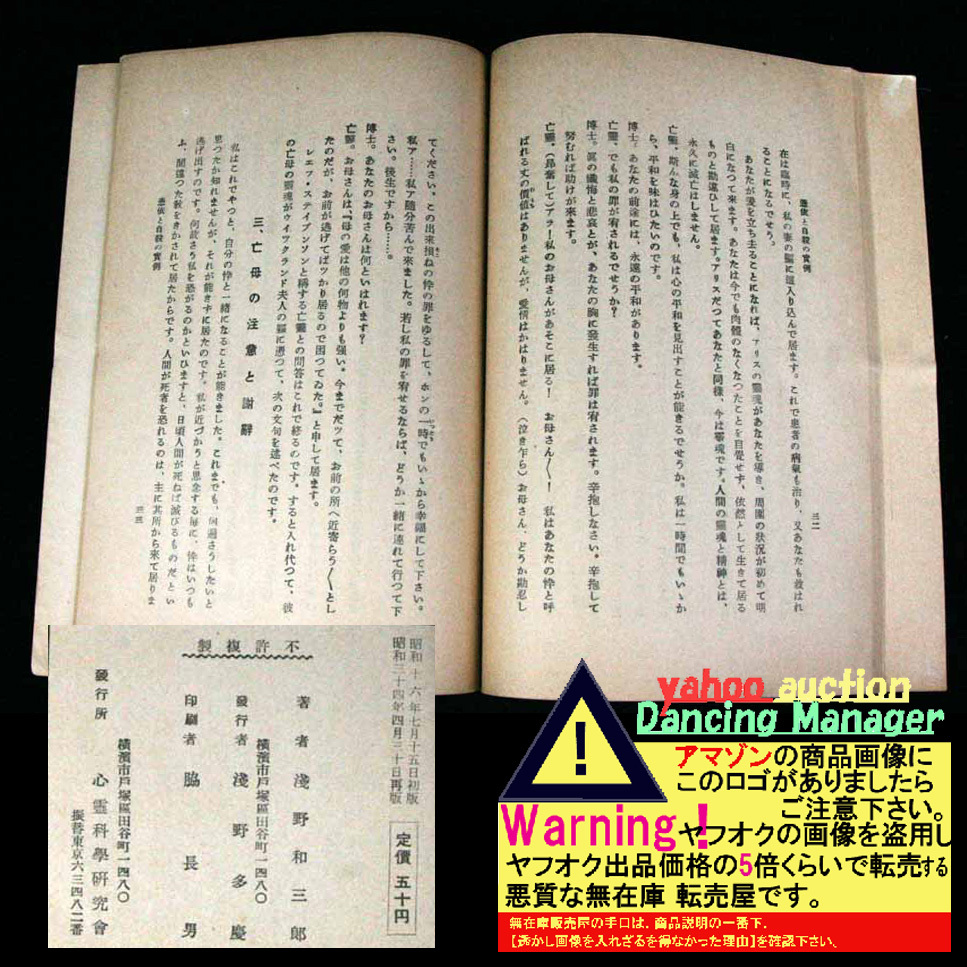 憑依と自殺の實例
三二
在は臨時に、私の妻の軀に這入り込んで居ます。これで患者の病氣も治り、又あなたも救はれ
ることになるでせう。
あなたが爰を立ち去ることになれば、アリスの靈魂があなたを導き、周圍の狀況が初めて明
白になつて來ます。あなたは今でも肉體のなくなつたことを自覺せず、依然として生きて居る
ものと勘違ひして居ます。アリスだつてあなたと同樣、今は靈魂です。人間の靈魂と精神とは、
永久に滅亡はしません。
亡靈、斯んな身の上でも、私は心の平和を見出すことが能きるでせうか。私は一時間でもいゝか
ら、平和を味はひたいのです。
博士。あなたの前途には、永遠の平和があります。
亡靈、でも私の罪が宥されるでせうか?
博士。眞の懺悔と悲哀とが、あなたの胸に發生すれば罪は宥されます。辛抱しなさい。辛抱して
努むれば助けが來ます。
亡靈、(昂奮して)アラ!私のお母さんがあそこに居る! お母さん〱! 私はあなたの忰と呼
ばれる丈の價値はありませんが、愛情はかはりません。(泣き乍ら)お母さん、どうか勘忍し
てください、この出來損ねの忰の罪をゆるして、ホンの一時でもいゝから幸福にして下さい。
私ァ……私ァ隨分苦んで來ました。若し私の罪を宥せるならば、どうか一緖に連れて行つて下
さい。後生ですから……。
博士。あなたのお母さんは何といはれます?
亡靈。お母さんは『母の愛は他の何物よりも强い。今までだツて、お前の所へ近寄らう〱とし
たのだが、お前が逃げてばツかり居るので困つてゐた。』と申して居ます。
レエフ・スティブンソンと稱する亡靈との問答はこれで終るのです。すると入れ代つて、彼
の亡母の靈魂がウイックランド夫人の軀に憑つて、次の文句を述べたのです。
三、亡母の注意と謝辭
私はこれでやつと、自分の忰と一緖になることが能きました。これまでも、何遍さうしたいと
思つたか知れませんが、それが能きずに居たのです。私が近づかうと思念する每に、忰はいつも
逃げ出すのです。何故さう私を恐がるのかといひますと、日頃人間が死ねば滅びるものだとい
ふ、間違つた敎をきかされて居たからです。人間が死者を恐れるのは、主に其所から來て居りま
憑依と自殺の實例
三三
不許複製
昭和十六年七月十五日初版
昭和三十四年四月三十日再版
定價 五十円
著者 淺野和三郎
橫濱市戶塚區田谷町一四八〇
發行者 淺野多慶
印刷者 脇長男
橫濱市戶塚區田谷町一四八〇
發行所 心靈科學硏究會
振替東京六三四八二番
yahoo auction
Dancing Manager
アマゾンの商品画像に
このロゴがありましたら
ご注意下さい。
Warning!ヤフオクの画像を盗用し
ヤフオク出品価格の5倍くらいで転売する
悪質な無在庫 転売屋です。
無在庫販売屋の手口は、商品説明の一番下、
【透かし画像を入れざるを得なかった理由】を確認下さい。